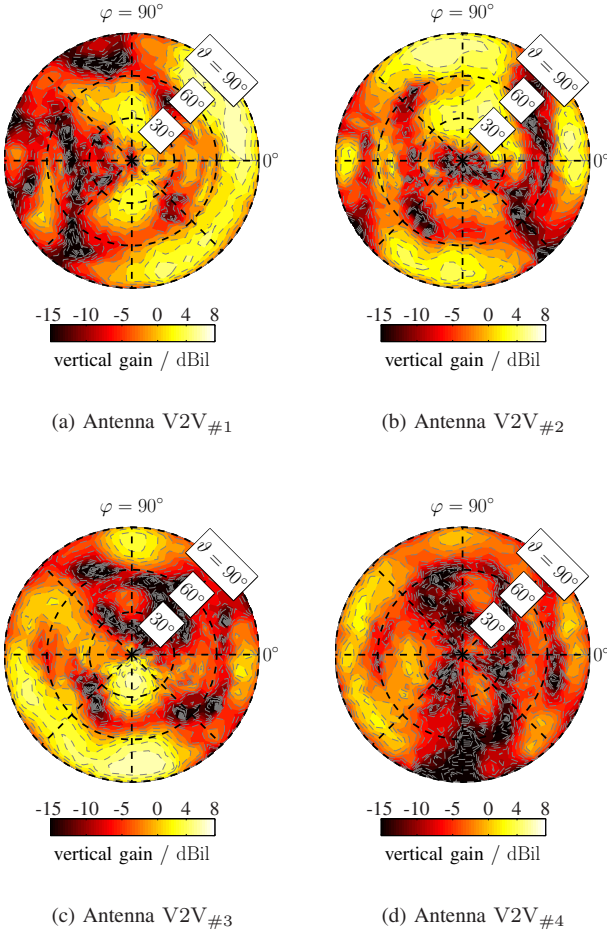 φ = 90°
ϑ = 90°
60°
30°
0°
-15 -10 -5 0 4 8
vertical gain / dBil
(a) Antenna V2V#1
φ = 90°
ϑ = 90°
60°
30°
0°
-15 -10 -5 0 4 8
vertical gain / dBil
(b) Antenna V2V#2
φ = 90°
ϑ = 90°
60°
30°
0°
-15 -10 -5 0 4 8
vertical gain / dBil
(c) Antenna V2V#3
φ = 90°
ϑ = 90°
60°
30°
0°
-15 -10 -5 0 4 8
vertical gain / dBil
(d) Antenna V2V#4